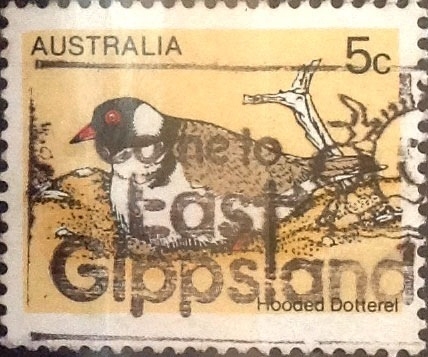 AUSTRALIA 5c
come to
East
Gippsland
Hooded Dotterel